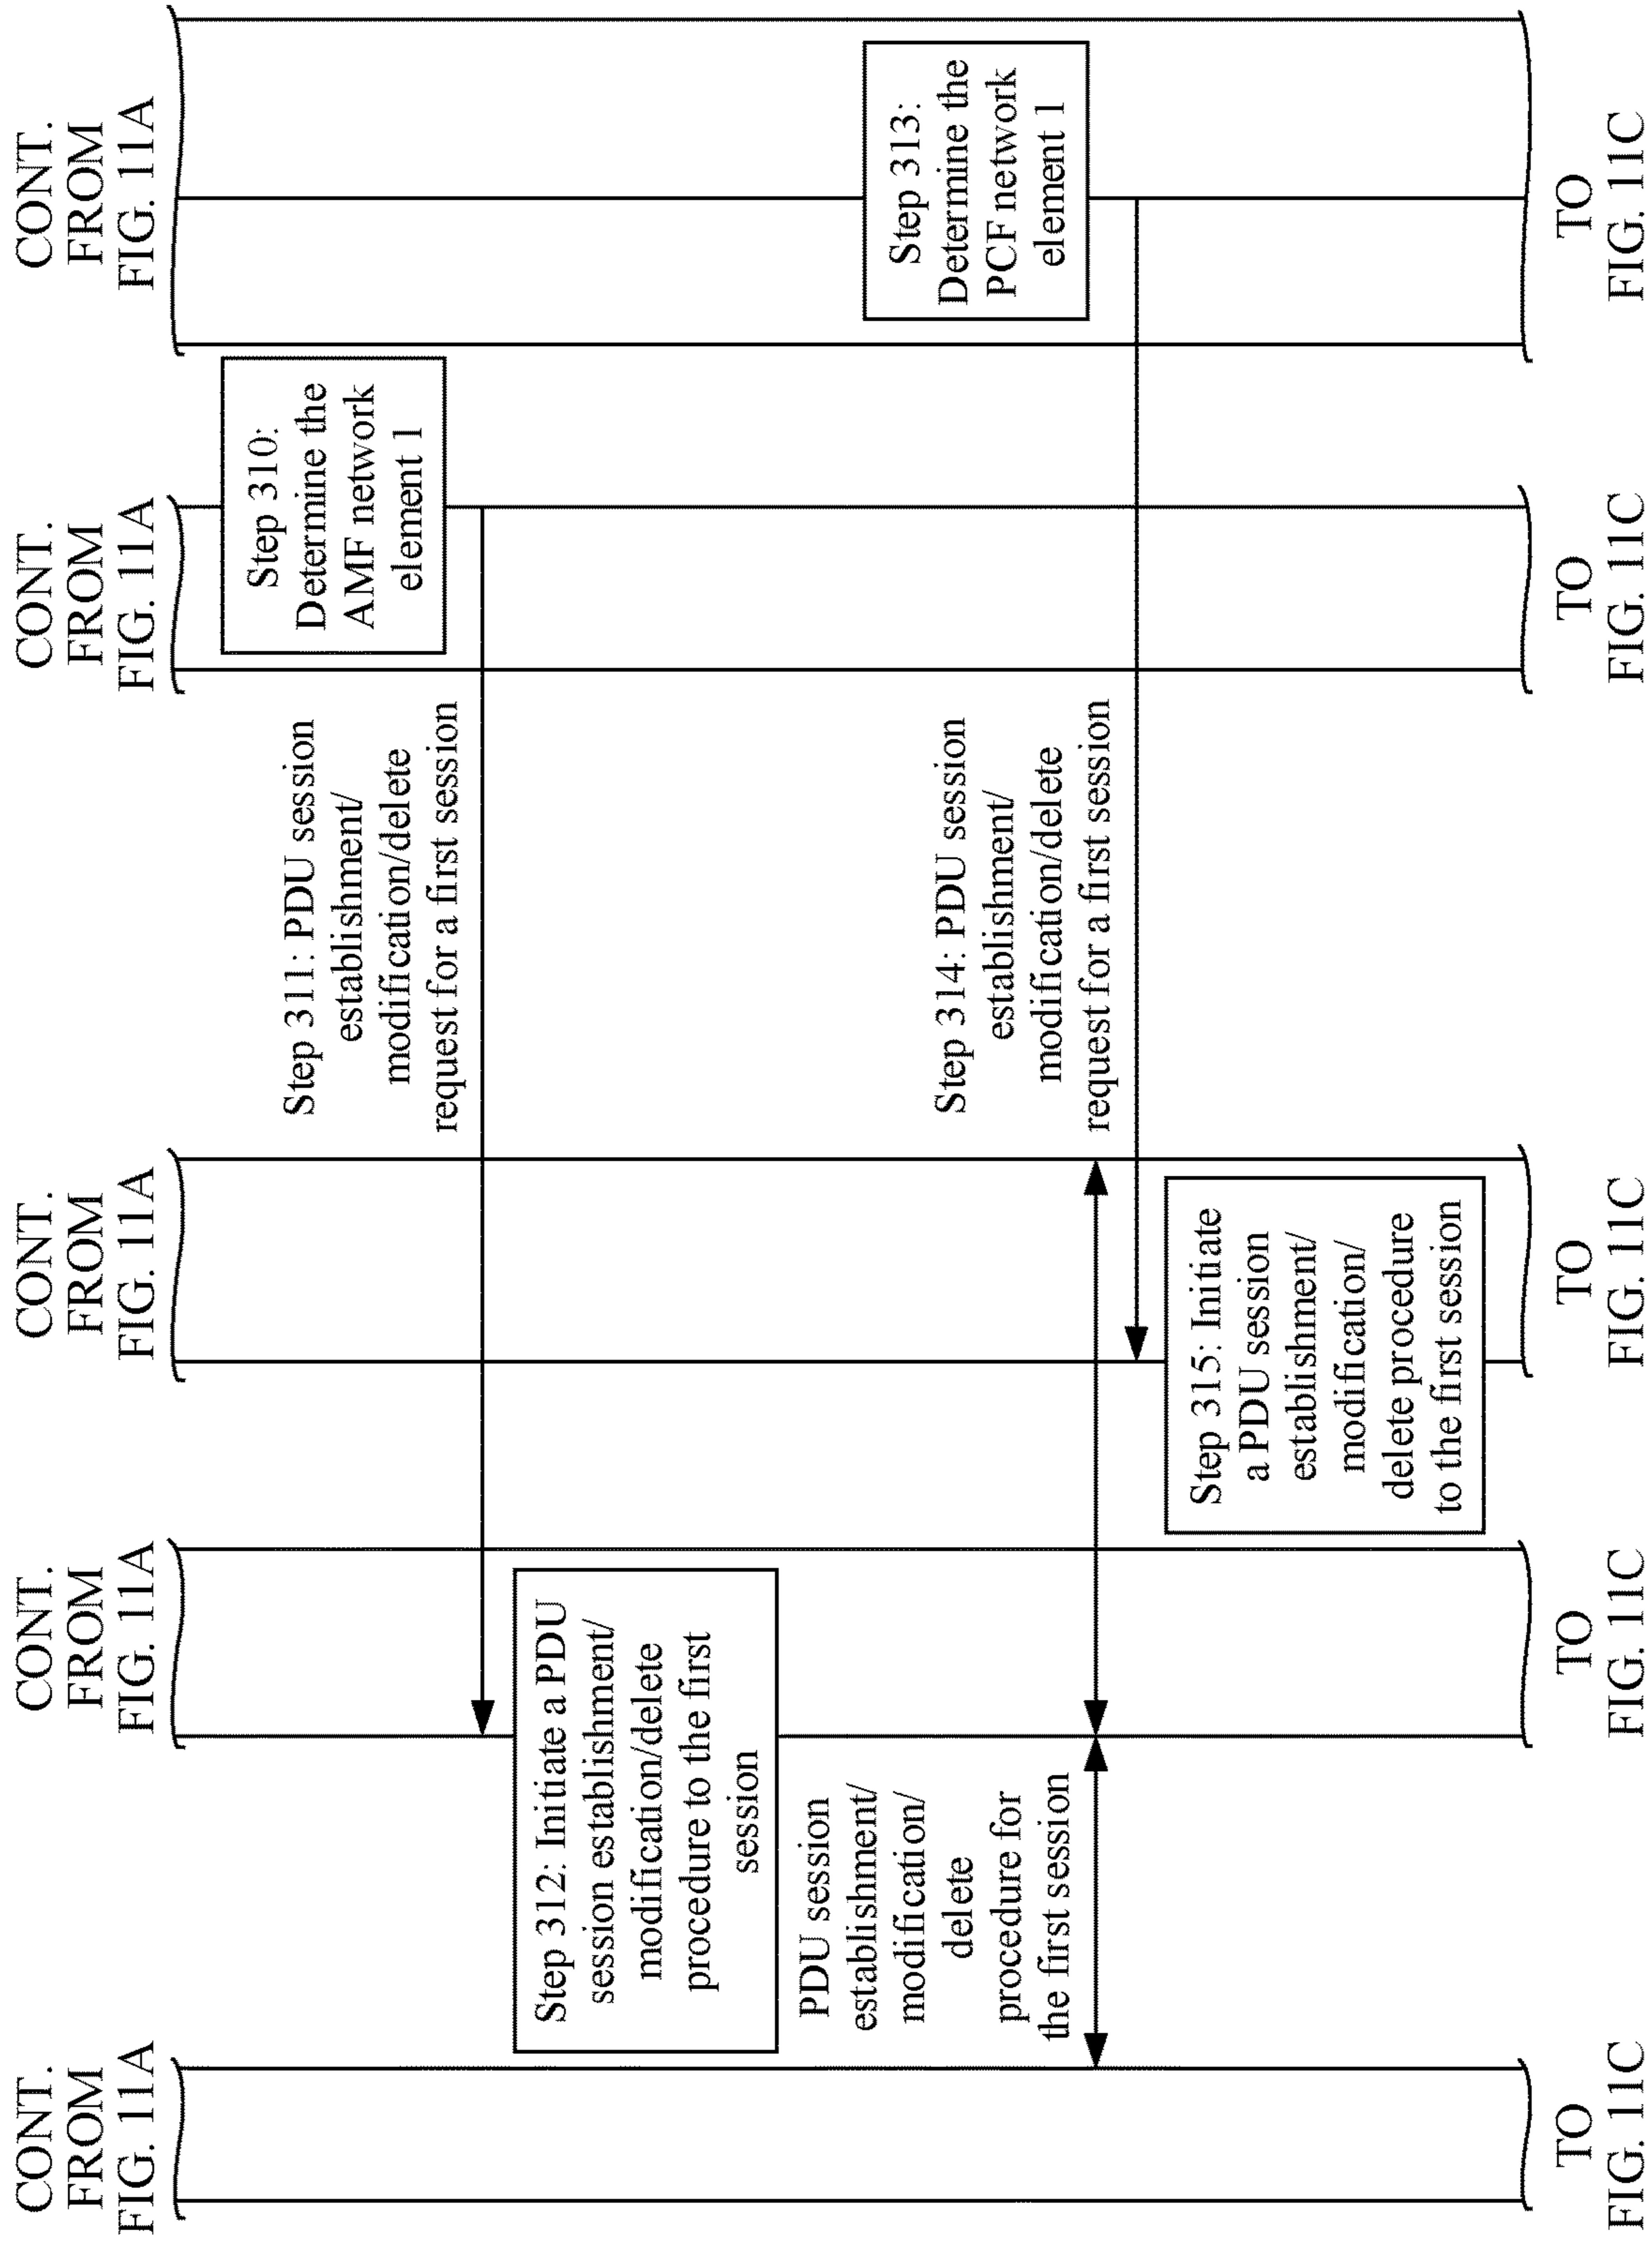 CONT.
FROM
FIG. 11A
CONT.
FROM
FIG. 11A
CONT.
FROM
FIG. 11A
CONT.
FROM
FIG. 11A
CONT.
FROM
FIG. 11A
Step 310:
Determine the
AMF network
element 1
Step 311: PDU session
establishment/
modification/delete
request for a first session
Step 312: Initiate a PDU
session establishment/
modification/delete
procedure to the first
session
Step 313:
Determine the
PCF network
element 1
PDU session
establishment/
modification/
delete
procedure for
the first session
Step 314: PDU session
establishment/
modification/delete
request for a first session
Step 315: Initiate
a PDU session
establishment/
modification/
delete procedure
to the first session
TO
FIG. 11C
TO
FIG. 11C
TO
FIG. 11C
TO
FIG. 11C
TO
FIG. 11C